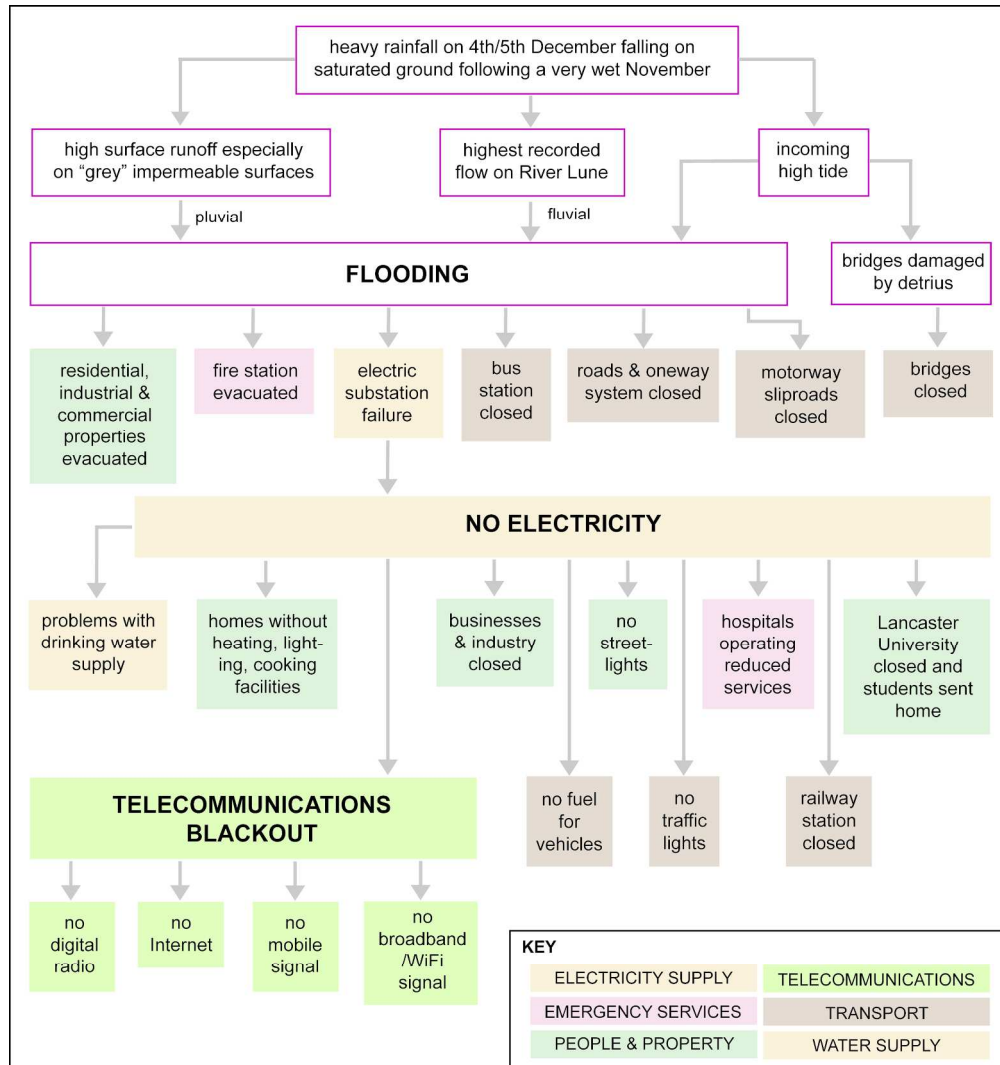 heavy rainfall on 4th/5th December falling on
saturated ground following a very wet November
high surface runoff especially
on “grey” impermeable surfaces
highest recorded
flow on River Lune
incoming
high tide
pluvial
fluvial
FLOODING
bridges damaged
by detrius
residential,
industrial &
commercial
properties
evacuated
fire station
evacuated
electric
substation
failure
bus
station
closed
roads & oneway
system closed
motorway
sliproads
closed
bridges
closed
NO ELECTRICITY
problems with
drinking water
supply
homes without
heating, light-
ing, cooking
facilities
businesses
& industry
closed
no
street-
lights
hospitals
operating
reduced
services
Lancaster
University
closed and
students sent
home
TELECOMMUNICATIONS
BLACKOUT
no fuel
for
vehicles
no
traffic
lights
railway
station
closed
no
digital
radio
no
Internet
no
mobile
signal
no
broadband
/WiFi
signal
KEY
ELECTRICITY SUPPLY
TELECOMMUNICATIONS
EMERGENCY SERVICES
TRANSPORT
PEOPLE & PROPERTY
WATER SUPPLY